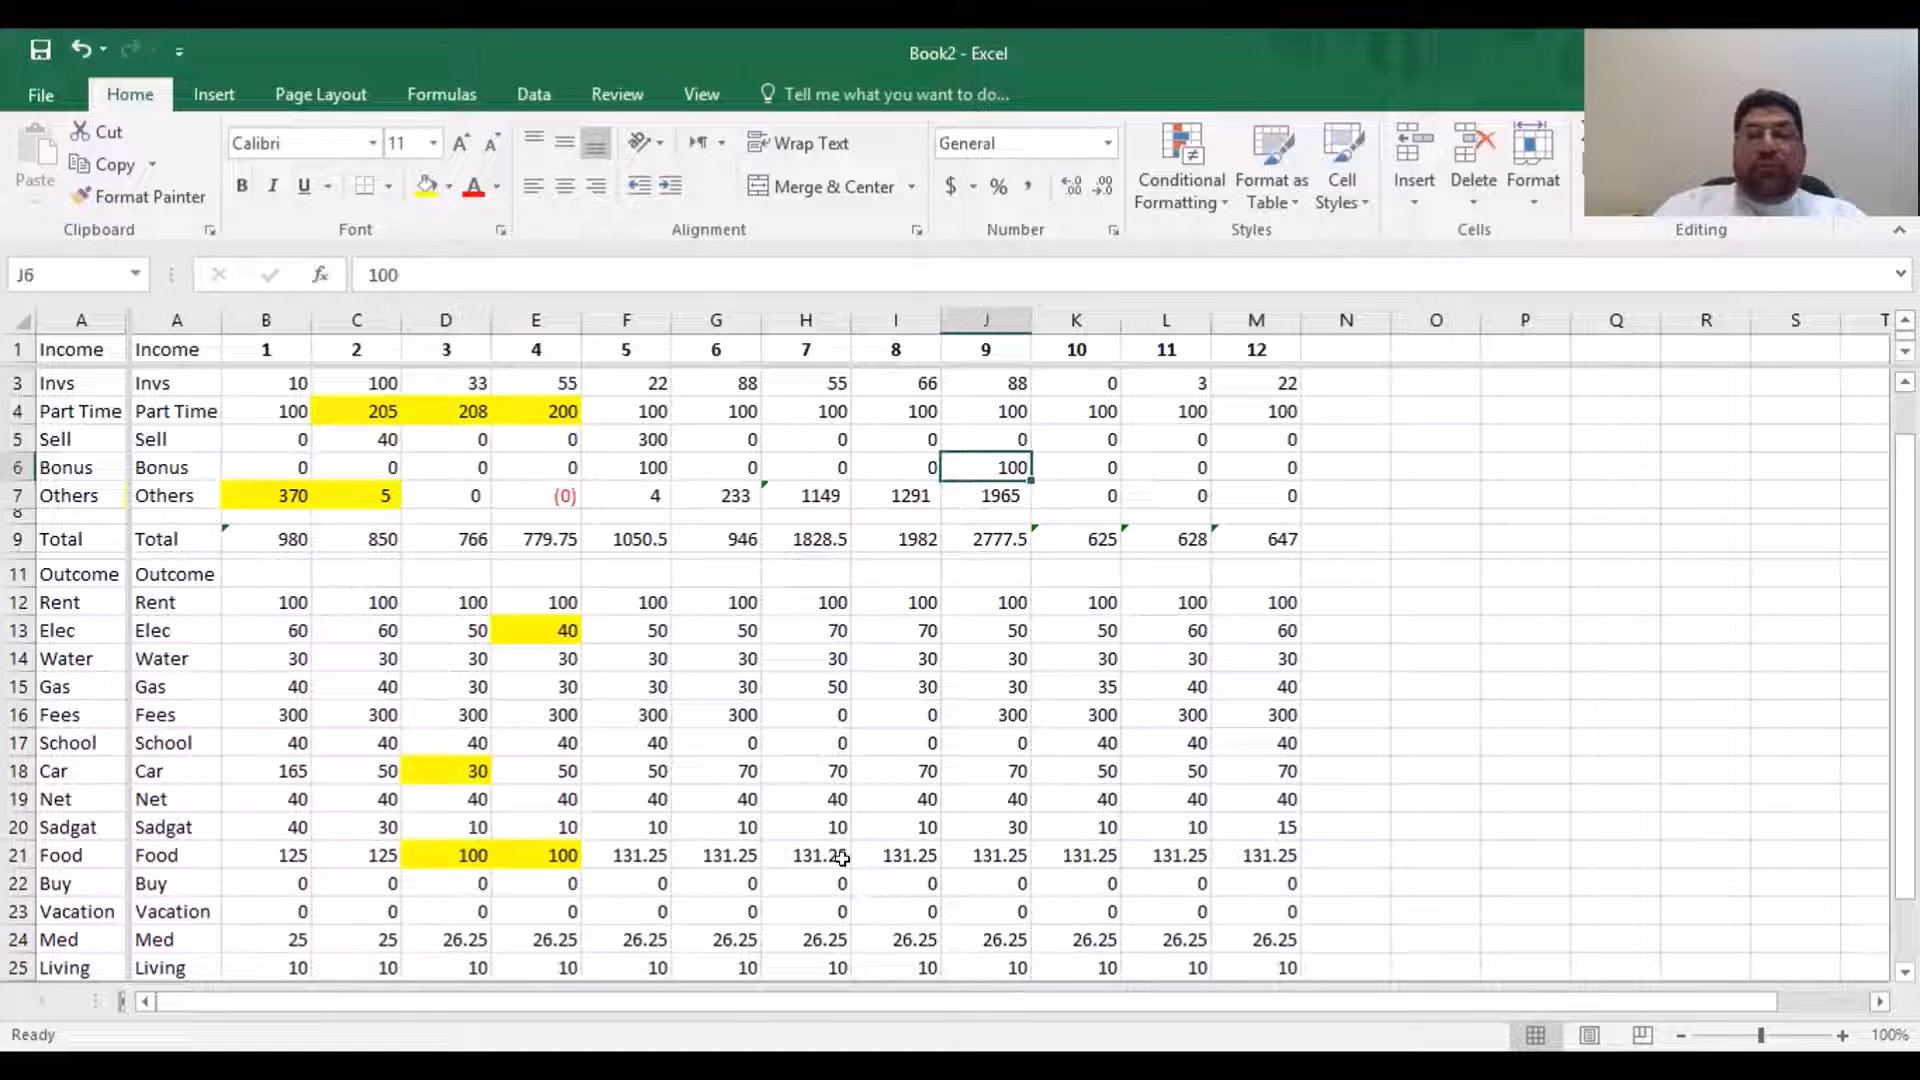 Book2 - Excel
File Home Insert Page Layout Formulas Data Review View Tell me what you want to do...
Paste Cut Copy Format Painter Clipboard
Calibri 11 B I U A Font
Wrap Text Merge & Center Alignment
General $ % , Number
Conditional Formatting Format as Table Cell Styles Styles
Insert Delete Format Cells
Editing
J6 fx 100
A A B C D E F G H I J K L M N O P Q R S T
1 Income Income 1 2 3 4 5 6 7 8 9 10 11 12
3 Invs Invs 10 100 33 55 22 88 55 66 88 0 3 22
4 Part Time Part Time 100 205 208 200 100 100 100 100 100 100 100 100
5 Sell Sell 0 40 0 0 300 0 0 0 0 0 0 0
6 Bonus Bonus 0 0 0 0 100 0 0 0 100 0 0 0
7 Others Others 370 5 0 (0) 4 233 1149 1291 1965 0 0 0
8
9 Total Total 980 850 766 779.75 1050.5 946 1828.5 1982 2777.5 625 628 647
11 Outcome Outcome
12 Rent Rent 100 100 100 100 100 100 100 100 100 100 100 100
13 Elec Elec 60 60 50 40 50 50 70 70 50 50 60 60
14 Water Water 30 30 30 30 30 30 30 30 30 30 30 30
15 Gas Gas 40 40 30 30 30 30 50 30 30 35 40 40
16 Fees Fees 300 300 300 300 300 300 0 0 300 300 300 300
17 School School 40 40 40 40 40 0 0 0 0 40 40 40
18 Car Car 165 50 30 50 50 70 70 70 70 50 50 70
19 Net Net 40 40 40 40 40 40 40 40 40 40 40 40
20 Sadgat Sadgat 40 30 10 10 10 10 10 10 30 10 10 15
21 Food Food 125 125 100 100 131.25 131.25 131.25 131.25 131.25 131.25 131.25 131.25
22 Buy Buy 0 0 0 0 0 0 0 0 0 0 0 0
23 Vacation Vacation 0 0 0 0 0 0 0 0 0 0 0 0
24 Med Med 25 25 26.25 26.25 26.25 26.25 26.25 26.25 26.25 26.25 26.25 26.25
25 Living Living 10 10 10 10 10 10 10 10 10 10 10 10
Ready 100%